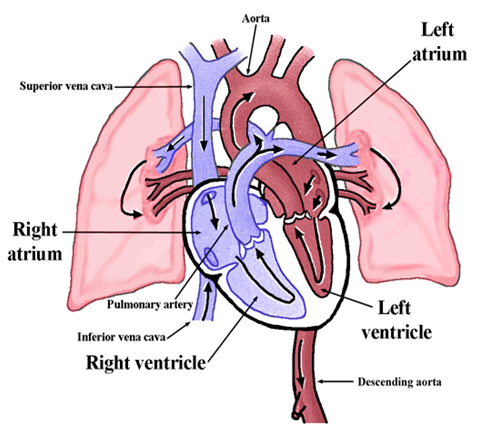 Aorta
Left
atrium
Superior vena cava
Right
atrium
Pulmonary artery
Left
ventricle
Inferior vena cava
Right ventricle
Descending aorta